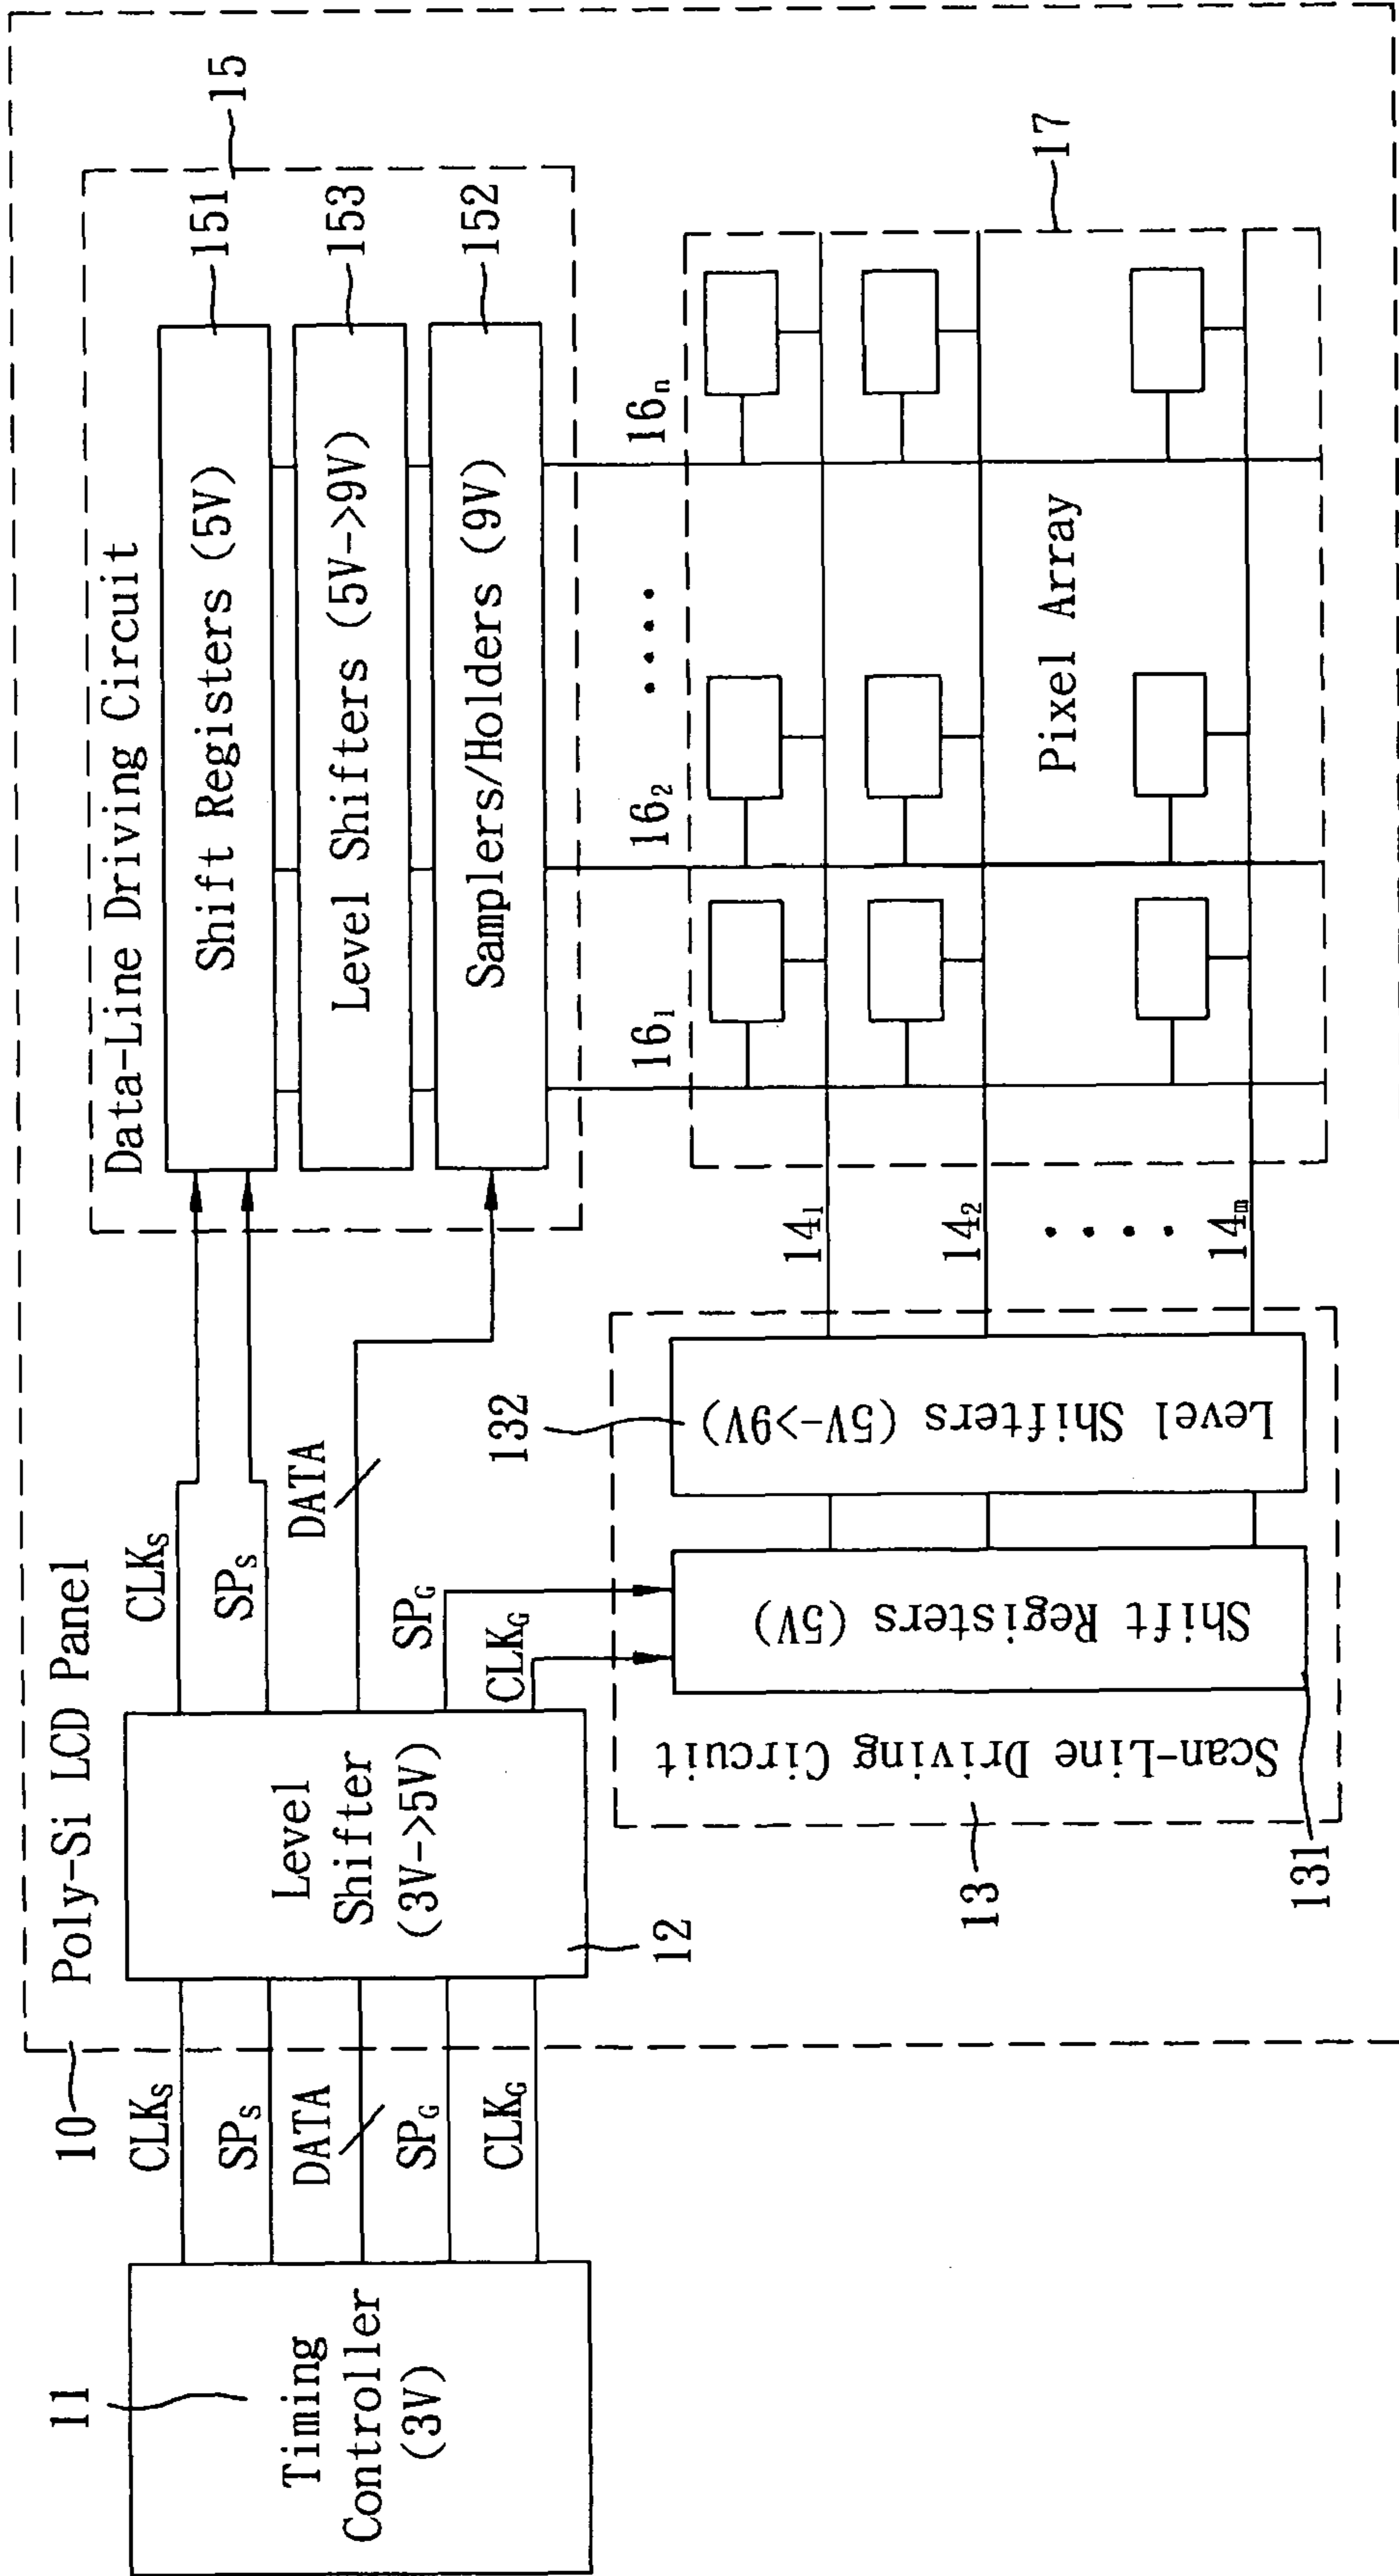 10
Poly-Si LCD Panel
11
Timing
Controller
(3V)
CLKS
SPS
DATA
SPG
CLKG
Level
Shifter
(3V->5V)
12
CLKS
SPS
DATA
SPG
CLKG
Data-Line Driving Circuit
15
Shift Registers (5V)
151
Level Shifters (5V->9V)
153
Samplers/Holders (9V)
152
Scan-Line Driving Circuit
13
Shift Registers (5V)
131
Level Shifters (5V->9V)
132
14₁
14₂
14m
16₁
16₂
16n
Pixel Array
17